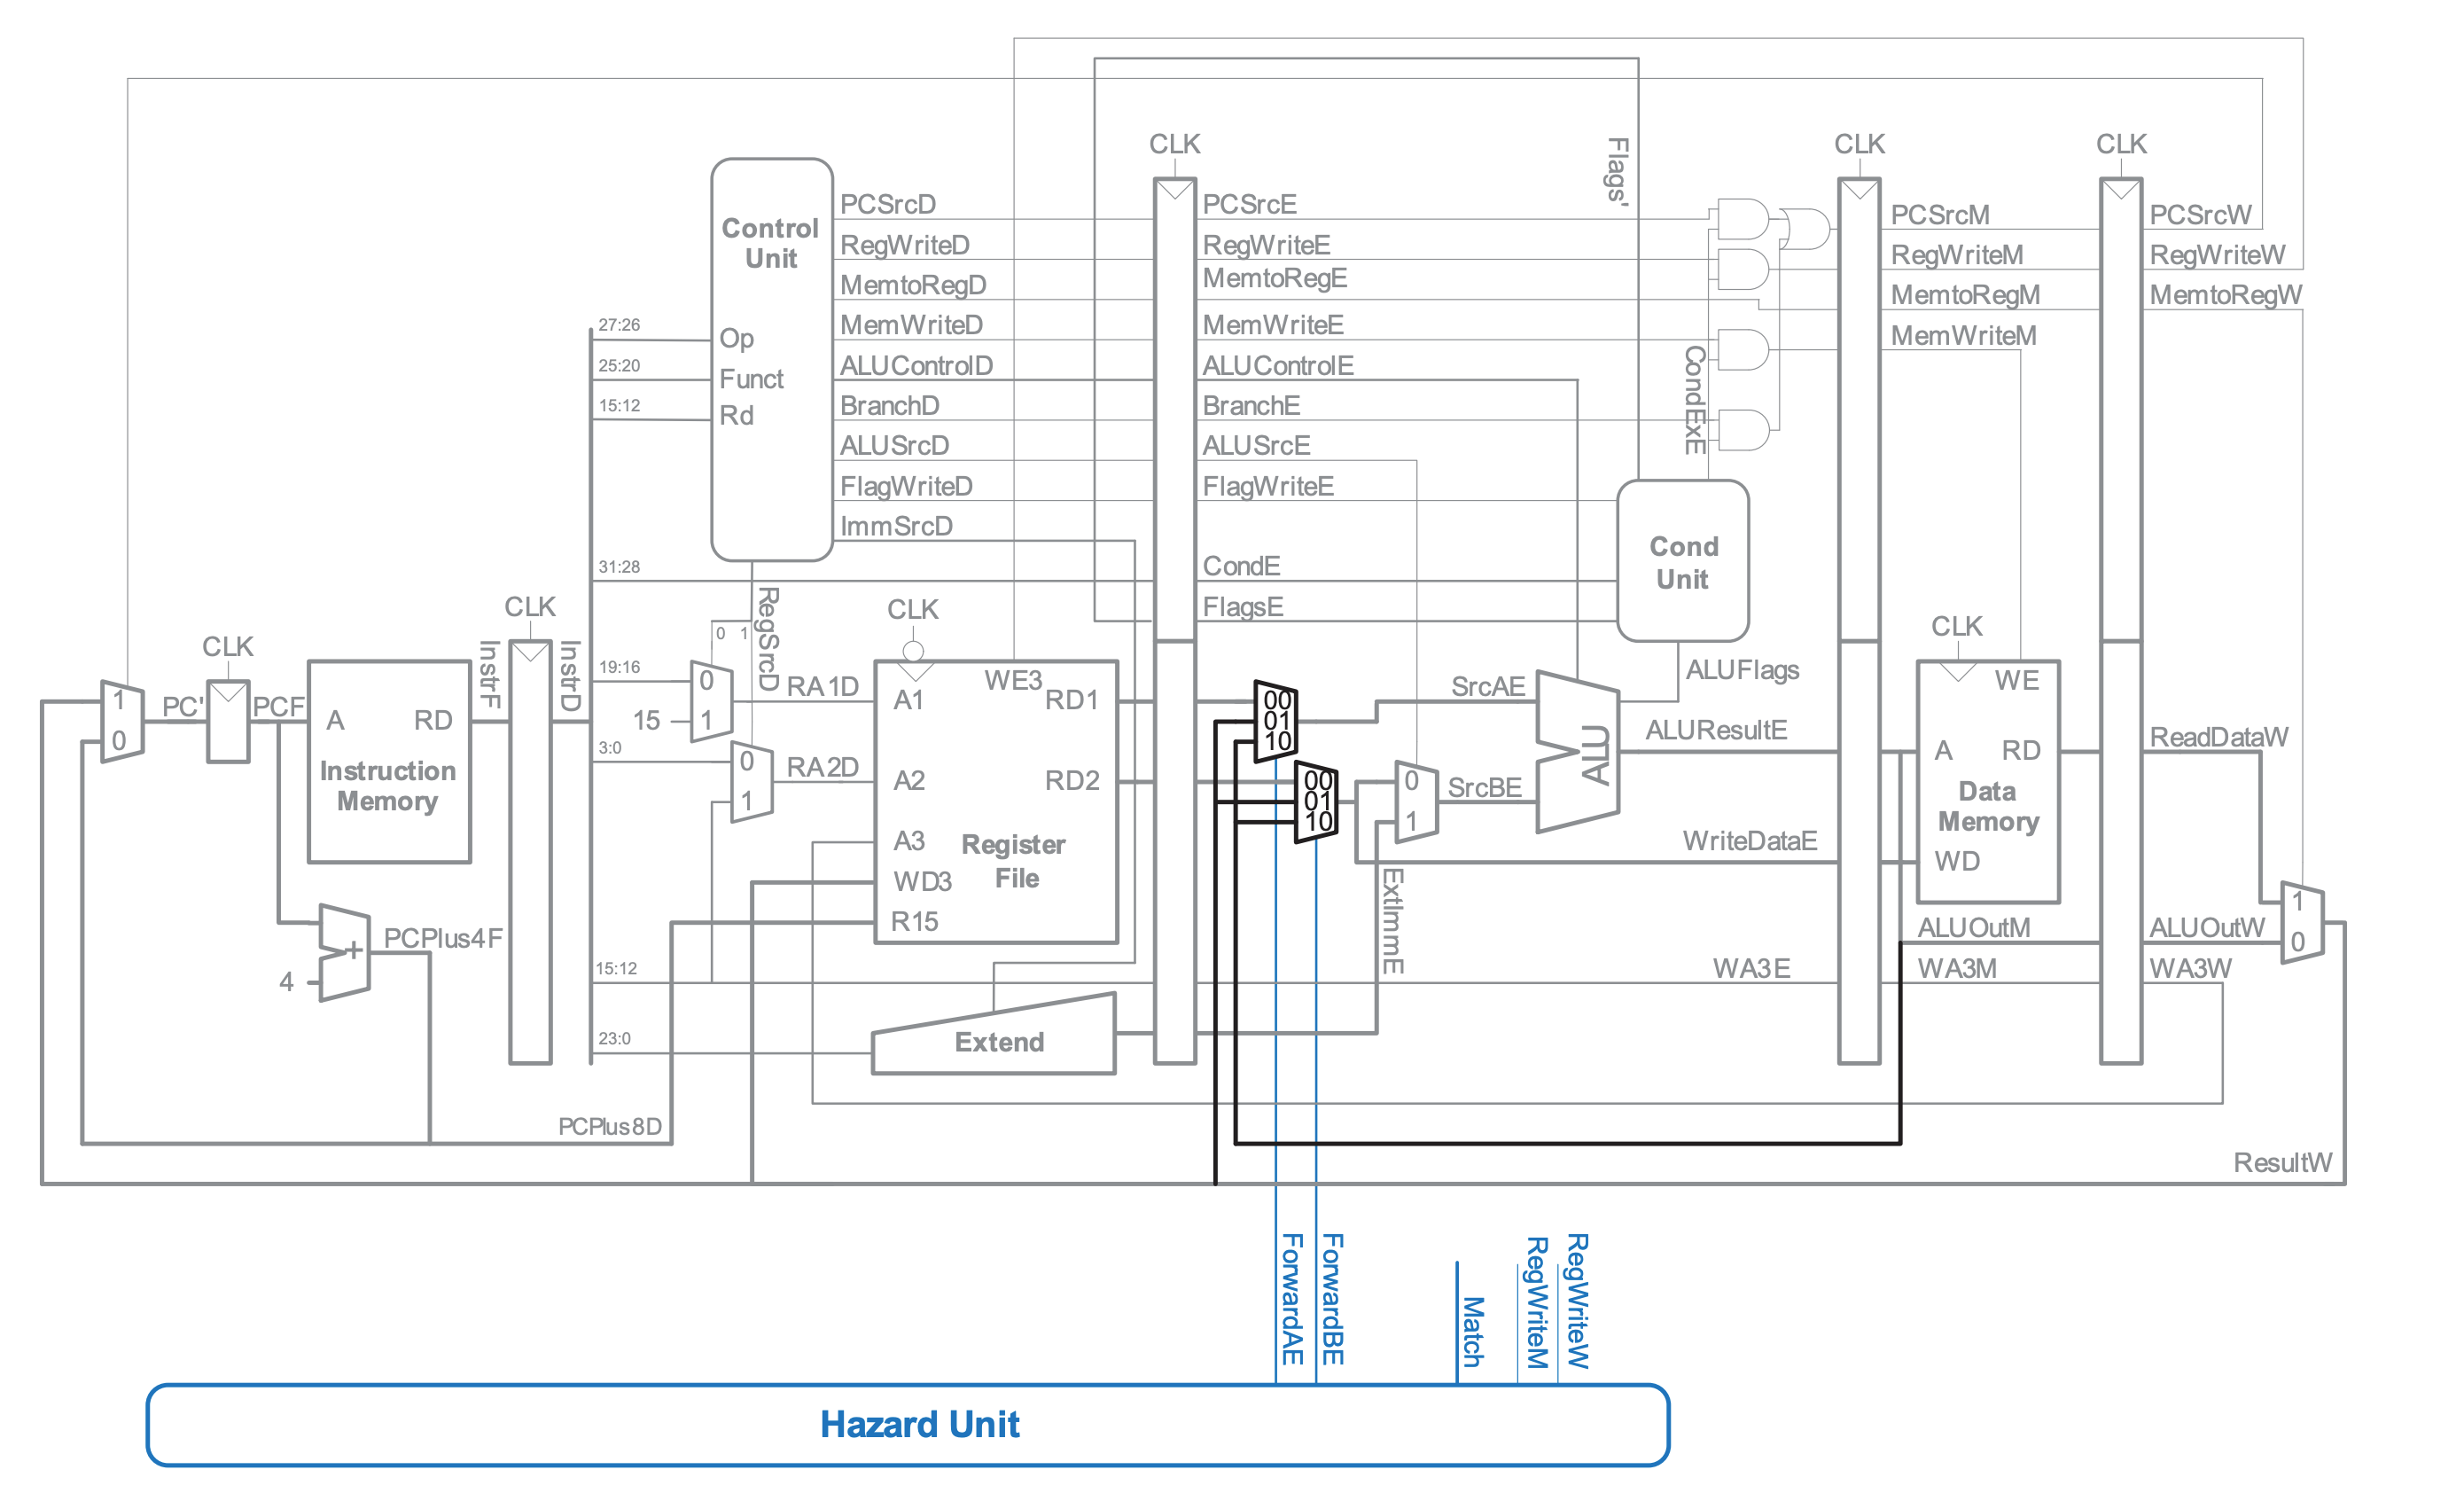 CLK
CLK
CLK
Flags'
Control
Unit
PCSrcD
RegWriteD
MemtoRegD
MemWriteD
ALUControlD
BranchD
ALUSrcD
FlagWriteD
ImmSrcD
PCSrcE
RegWriteE
MemtoRegE
MemWriteE
ALUControlE
BranchE
ALUSrcE
FlagWriteE
CondE
FlagsE
PCSrcM
RegWriteM
MemtoRegM
MemWriteM
PCSrcW
RegWriteW
MemtoRegW
27:26
Op
25:20
Funct
15:12
Rd
CondExE
Cond
Unit
31:28
RegSrcD
0 1
CLK
CLK
CLK
CLK
InstrF
InstrD
1
0
PC'
PCF
A RD
Instruction
Memory
19:16
15
0
1
RA1D
3:0
0
1
RA2D
A1
A2
A3
WD3
R15
WE3
RD1
RD2
Register
File
00
01
10
00
01
10
0
1
SrcAE
SrcBE
ALU
ALUFlags
ALUResultE
WriteDataE
ExtImmE
WE
A RD
Data
Memory
WD
ReadDataW
1
0
ALUOutM
ALUOutW
+
4
PCPlus4F
15:12
WA3E
WA3M
WA3W
23:0
Extend
PCPlus8D
ResultW
ForwardAE
ForwardBE
Match
RegWriteM
RegWriteW
Hazard Unit